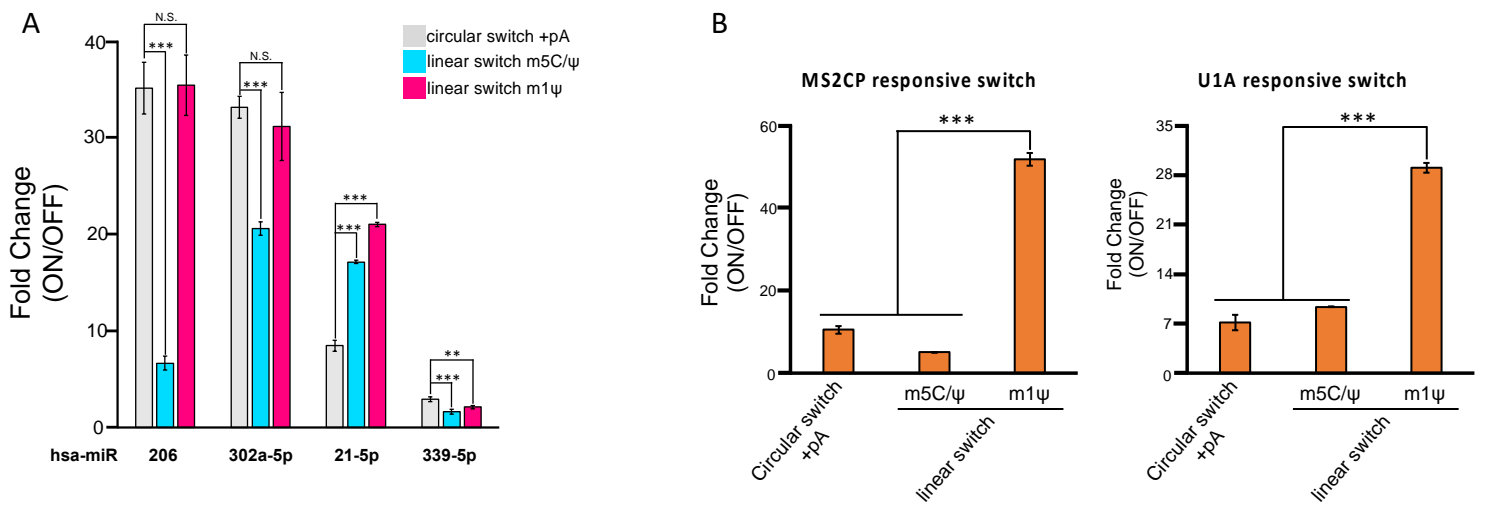 A
N.S.
***
N.S.
***
***
***
**
***
circular switch +pA
linear switch m5C/ψ
linear switch m1ψ
Fold Change
(ON/OFF)
40
30
20
10
0
hsa-miR 206 302a-5p 21-5p 339-5p
B
MS2CP responsive switch
***
Fold Change
(ON/OFF)
60
40
20
0
Circular switch
+pA
m5C/ψ m1ψ
linear switch
U1A responsive switch
***
Fold Change
(ON/OFF)
35
28
21
14
7
0
Circular switch
+pA
m5C/ψ m1ψ
linear switch